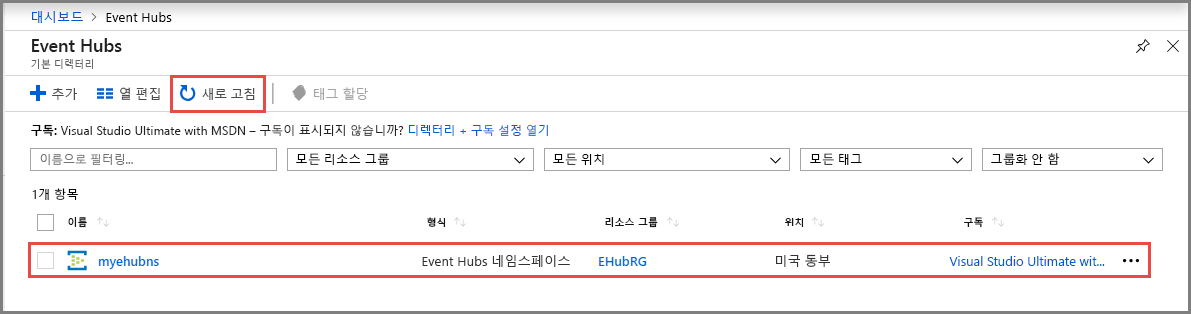 대시보드 > Event Hubs
Event Hubs
기본 디렉터리
추가 열 편집 새로 고침 태그 할당
구독: Visual Studio Ultimate with MSDN – 구독이 표시되지 않습니까? 디렉터리 + 구독 설정 열기
이름으로 필터링... 모든 리소스 그룹 모든 위치 모든 태그 그룹화 안 함
1개 항목
이름 형식 리소스 그룹 위치 구독
myehubns Event Hubs 네임스페이스 EHubRG 미국 동부 Visual Studio Ultimate wit...